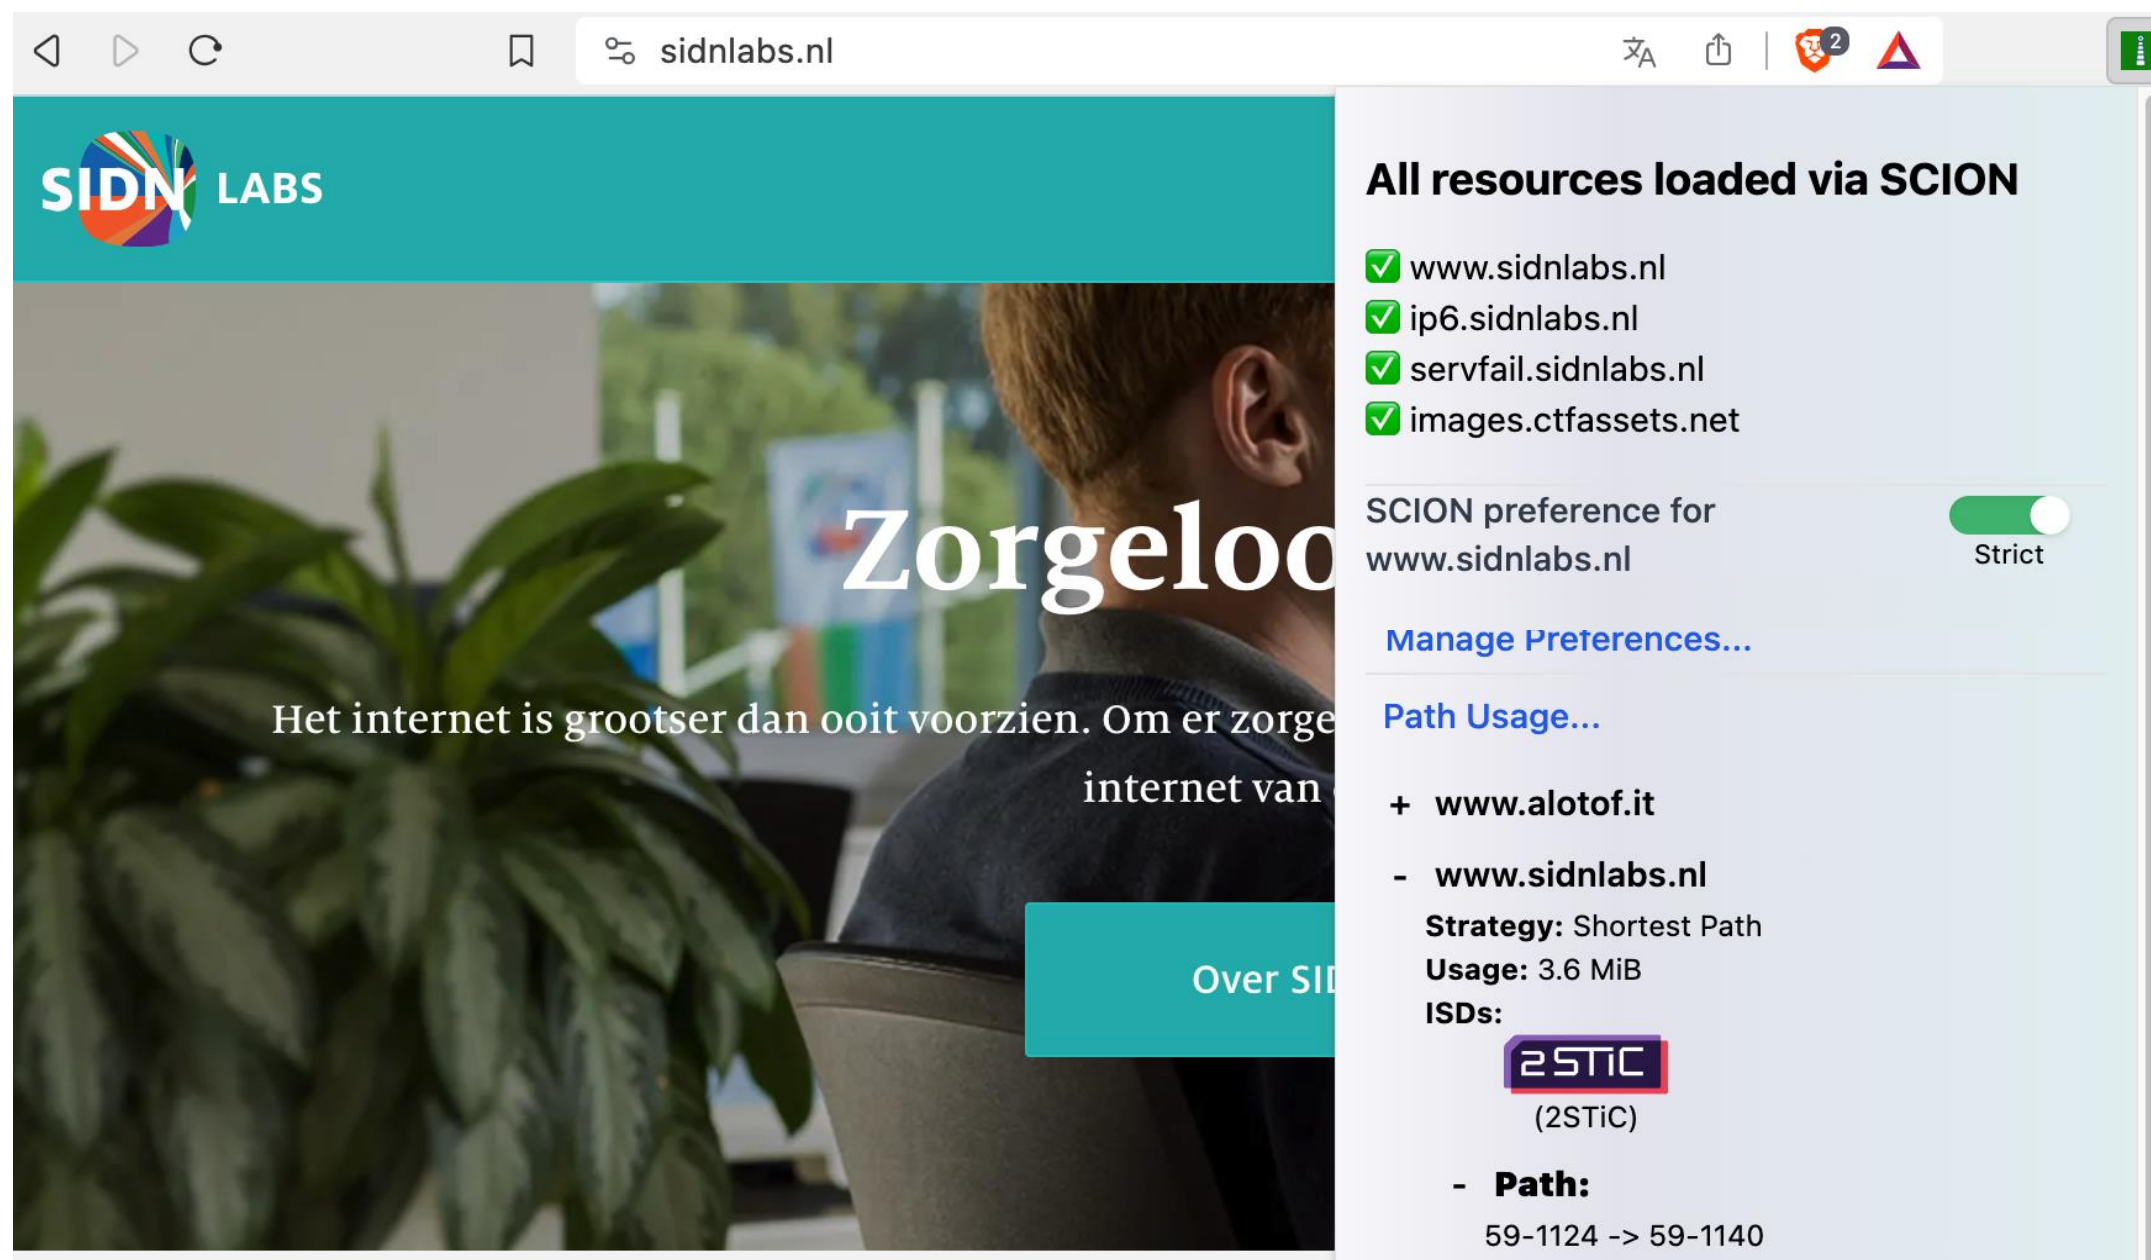 sidnlabs.nl
2
SIDN LABS
Zorgeloo
Het internet is grootser dan ooit voorzien. Om er zorge
internet van
Over SID
All resources loaded via SCION
www.sidnlabs.nl
ip6.sidnlabs.nl
servfail.sidnlabs.nl
images.ctfassets.net
SCION preference for
www.sidnlabs.nl
Strict
Manage Preferences...
Path Usage...
+ www.alotof.it
- www.sidnlabs.nl
Strategy: Shortest Path
Usage: 3.6 MiB
ISDs:
2STiC
(2STiC)
- Path:
59-1124 -> 59-1140